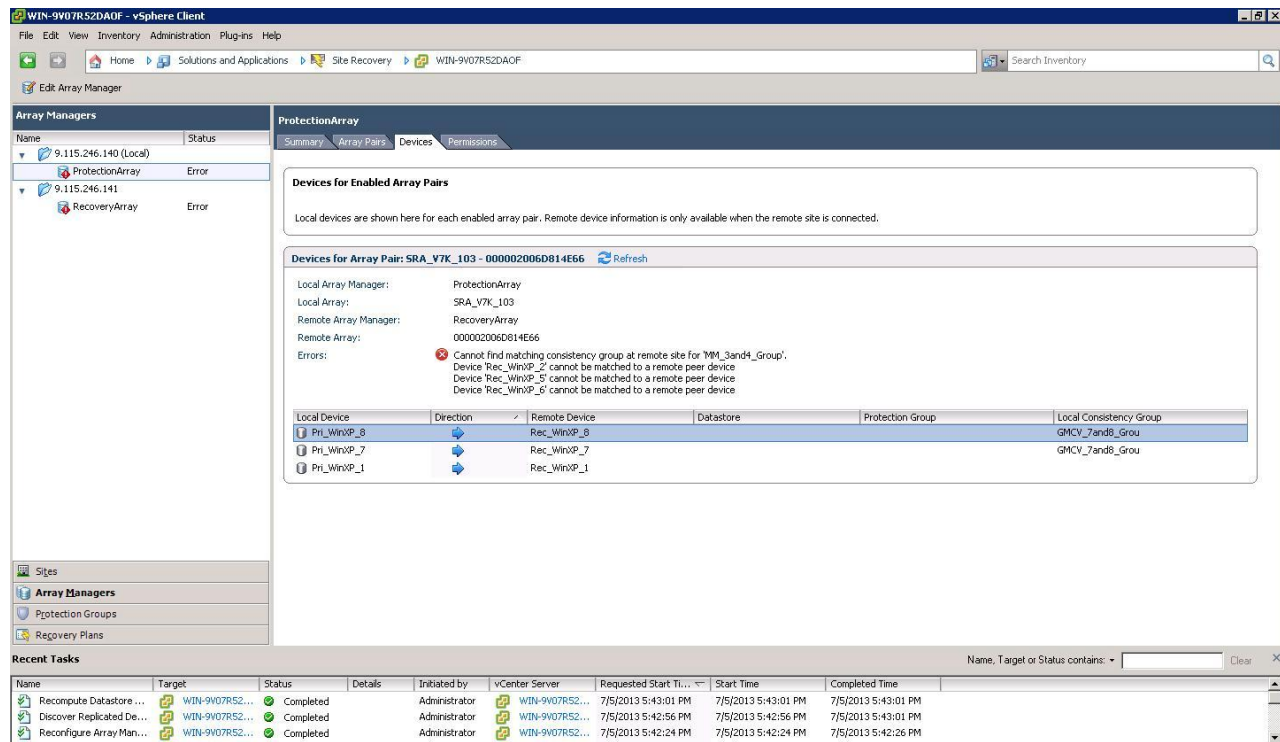 WIN-9V07R52DAOF - vSphere Client
File Edit View Inventory Administration Plug-ins Help
Home Solutions and Applications Site Recovery WIN-9V07R52DAOF Search Inventory
Edit Array Manager
Array Managers
Name Status
9.115.246.140 (Local)
ProtectionArray Error
9.115.246.141
RecoveryArray Error
ProtectionArray
Summary Array Pairs Devices Permissions
Devices for Enabled Array Pairs
Local devices are shown here for each enabled array pair. Remote device information is only available when the remote site is connected.
Devices for Array Pair: SRA_V7K_103 - 000002006D814E66 Refresh
Local Array Manager: ProtectionArray
Local Array: SRA_V7K_103
Remote Array Manager: RecoveryArray
Remote Array: 000002006D814E66
Errors: Cannot find matching consistency group at remote site for 'MM_3and4_Group'.
Device 'Rec_WinXP_2' cannot be matched to a remote peer device
Device 'Rec_WinXP_5' cannot be matched to a remote peer device
Device 'Rec_WinXP_6' cannot be matched to a remote peer device
Local Device Direction Remote Device Datastore Protection Group Local Consistency Group
Pri_WinXP_8 Rec_WinXP_8 GMCV_7and8_Grou
Pri_WinXP_7 Rec_WinXP_7 GMCV_7and8_Grou
Pri_WinXP_1 Rec_WinXP_1
Sites
Array Managers
Protection Groups
Recovery Plans
Recent Tasks Name, Target or Status contains: Clear
Name Target Status Details Initiated by vCenter Server Requested Start Ti... Start Time Completed Time
Recompute Datastore ... WIN-9V07R52... Completed Administrator WIN-9V07R52... 7/5/2013 5:43:01 PM 7/5/2013 5:43:01 PM 7/5/2013 5:43:01 PM
Discover Replicated De... WIN-9V07R52... Completed Administrator WIN-9V07R52... 7/5/2013 5:42:56 PM 7/5/2013 5:42:56 PM 7/5/2013 5:43:01 PM
Reconfigure Array Man... WIN-9V07R52... Completed Administrator WIN-9V07R52... 7/5/2013 5:42:24 PM 7/5/2013 5:42:24 PM 7/5/2013 5:42:26 PM